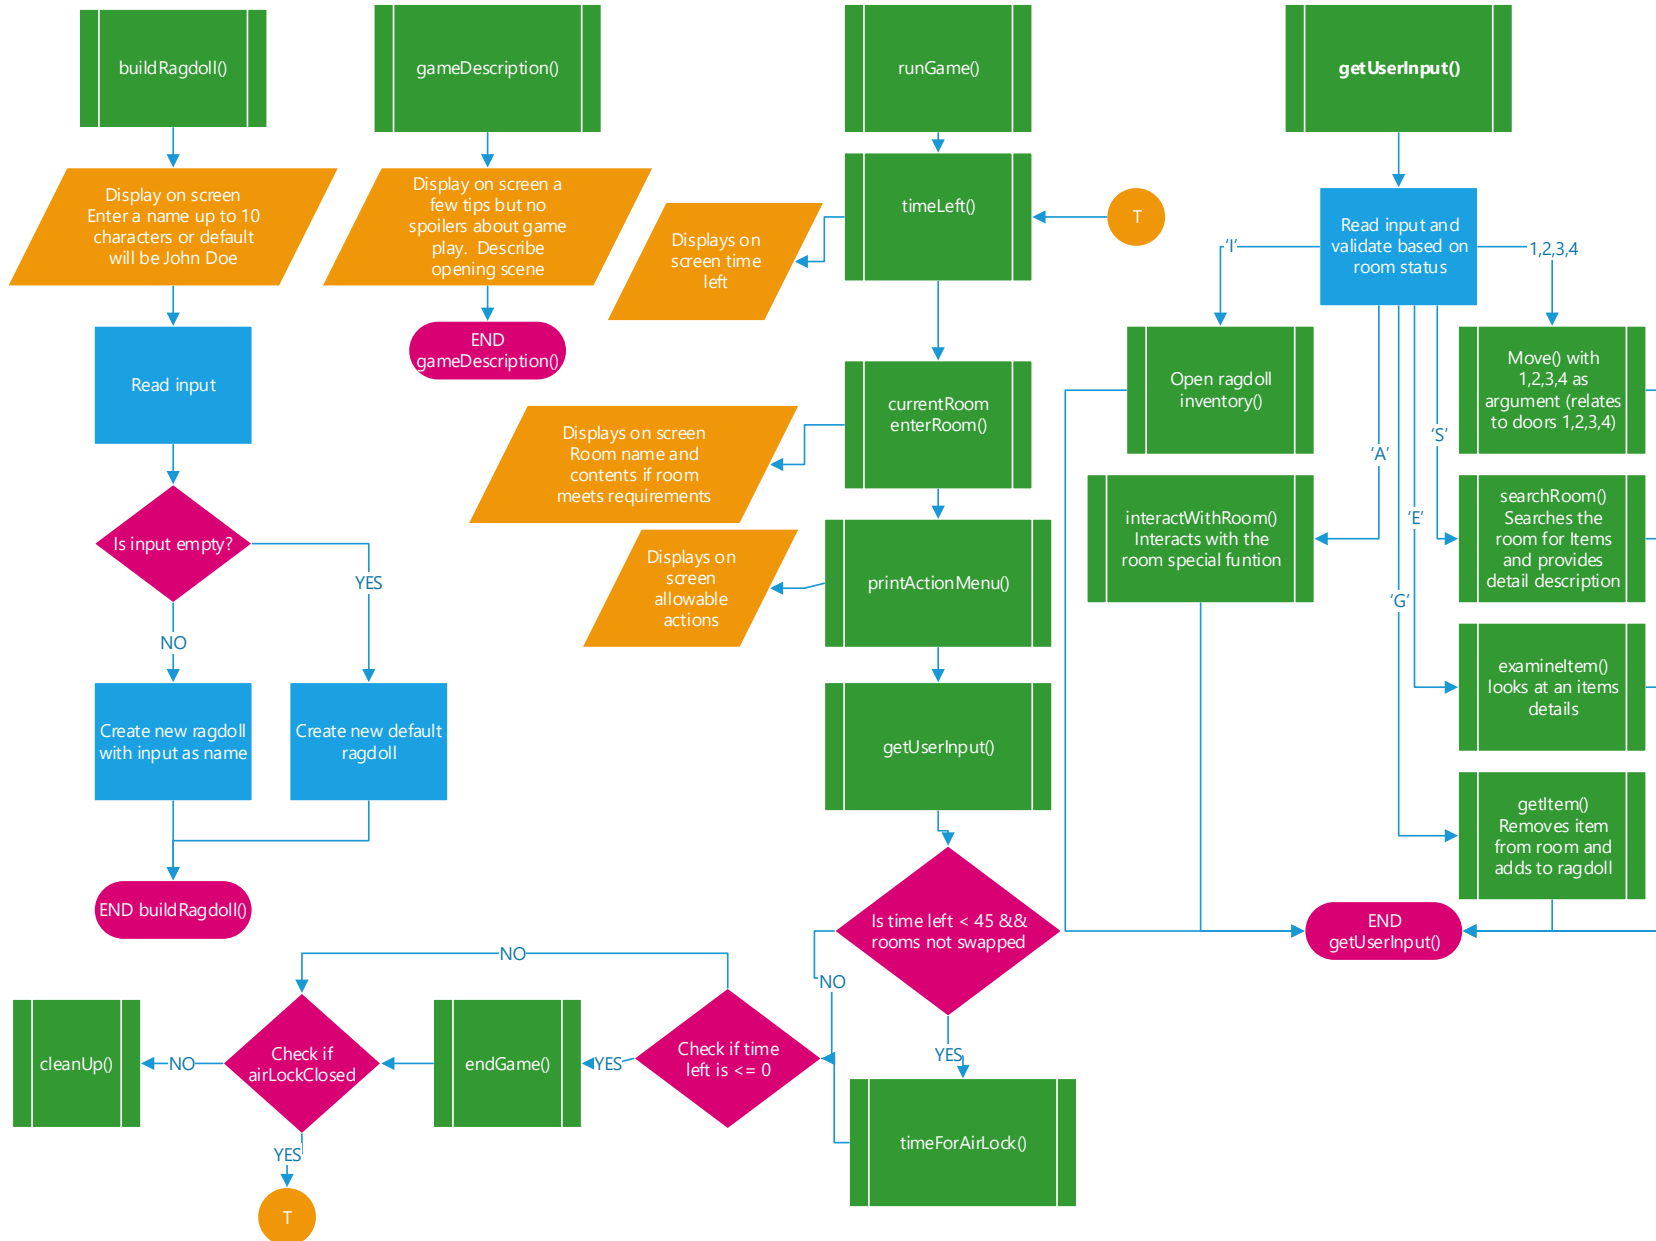 buildRagdoll()
Display on screen
Enter a name up to 10
characters or default
will be John Doe
Read input
Is input empty?
YES
NO
Create new ragdoll
with input as name
Create new default
ragdoll
END buildRagdoll()
gameDescription()
Display on screen a
few tips but no
spoilers about game
play. Describe
opening scene
END
gameDescription()
runGame()
timeLeft()
T
Displays on
screen time
left
currentRoom
enterRoom()
Displays on screen
Room name and
contents if room
meets requirements
printActionMenu()
Displays on
screen
allowable
actions
getUserInput()
Is time left < 45 &&
rooms not swapped
NO
YES
timeForAirLock()
Check if time
left is <= 0
YES
NO
endGame()
Check if
airLockClosed
NO
cleanUp()
YES
T
getUserInput()
Read input and
validate based on
room status
'I'
1,2,3,4
Open ragdoll
inventory()
Move() with
1,2,3,4 as
argument (relates
to doors 1,2,3,4)
'A'
'S'
'E'
'G'
interactWithRoom()
Interacts with the
room special funtion
searchRoom()
Searches the
room for Items
and provides
detail description
examineItem()
looks at an items
details
getItem()
Removes item
from room and
adds to ragdoll
END
getUserInput()